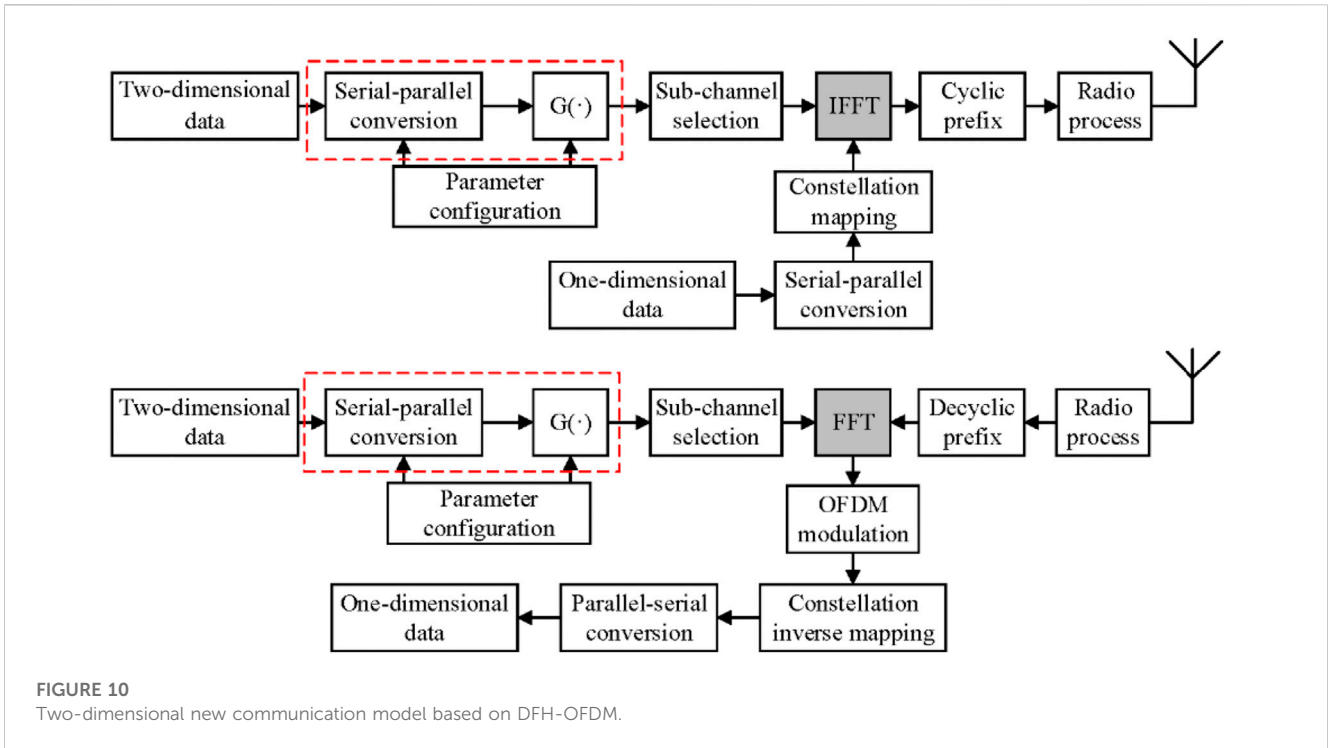 Two-dimensional
data
Serial-parallel
conversion
G(·)
Sub-channel
selection
IFFT
Cyclic
prefix
Radio
process
Parameter
configuration
Constellation
mapping
One-dimensional
data
Serial-parallel
conversion
Two-dimensional
data
Serial-parallel
conversion
G(·)
Sub-channel
selection
FFT
Decyclic
prefix
Radio
process
Parameter
configuration
OFDM
modulation
One-dimensional
data
Parallel-serial
conversion
Constellation
inverse mapping
FIGURE 10
Two-dimensional new communication model based on DFH-OFDM.